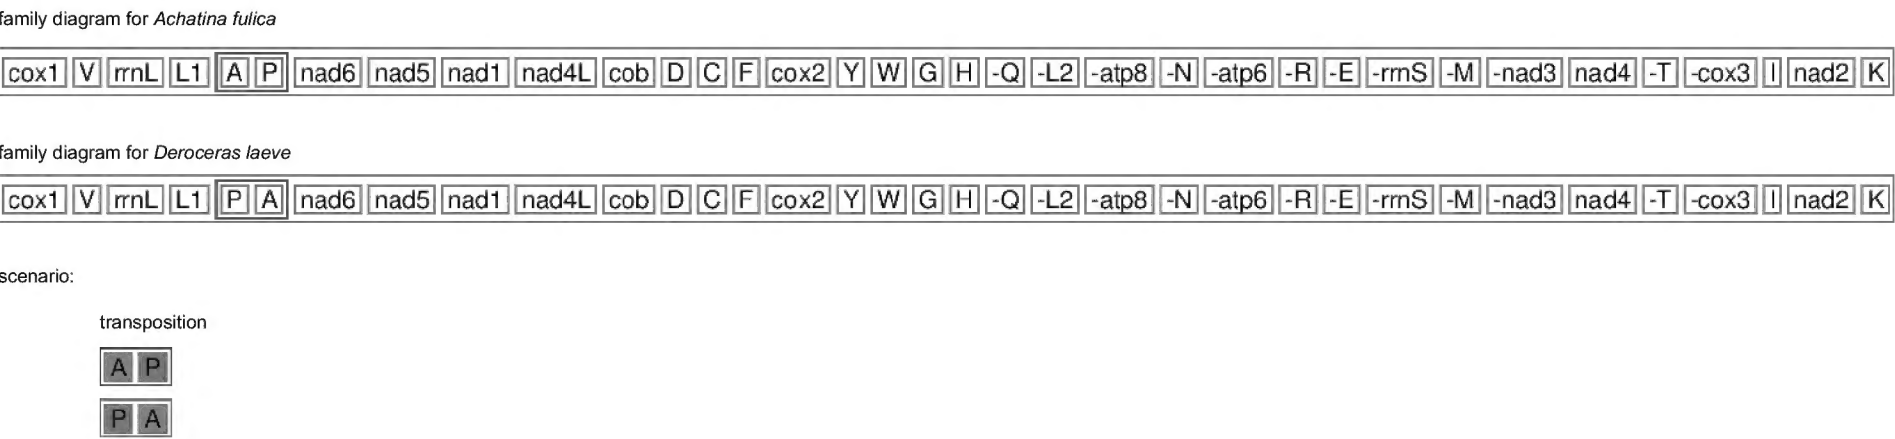 family diagram for Achatina fulica
cox1 V rrnL L1 A P nad6 nad5 nad1 nad4L cob D C F cox2 Y W G H -Q -L2 -atp8 -N -atp6 -R -E -rrnS -M -nad3 nad4 -T -cox3 I nad2 K
family diagram for Deroceras laeve
cox1 V rrnL L1 P A nad6 nad5 nad1 nad4L cob D C F cox2 Y W G H -Q -L2 -atp8 -N -atp6 -R -E -rrnS -M -nad3 nad4 -T -cox3 I nad2 K
scenario:
transposition
A P
P A